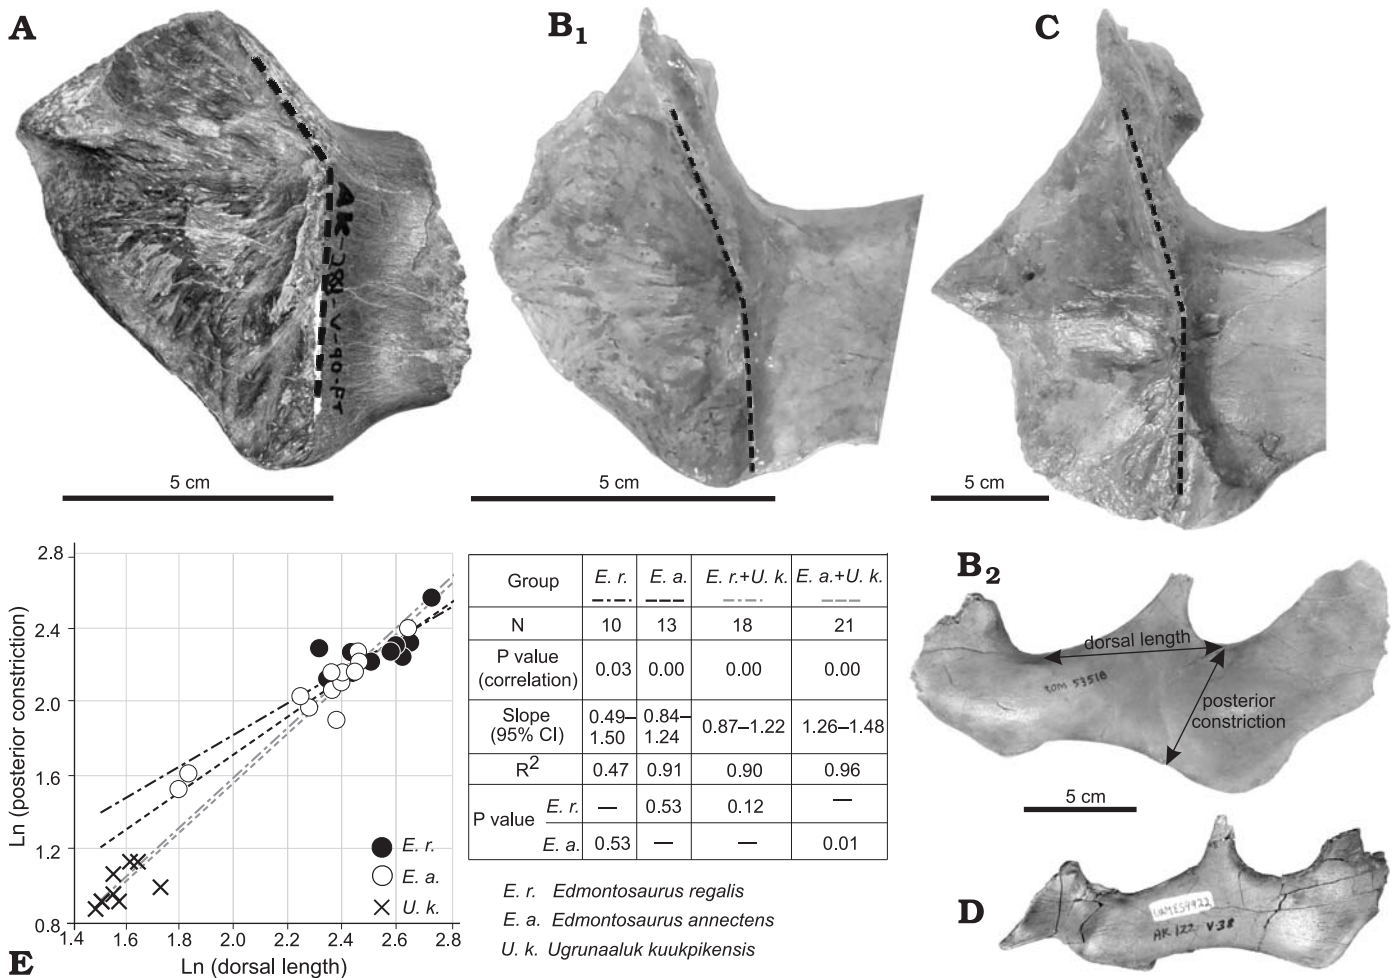 A
B1
C
AK-288-V-90-PT
5 cm
5 cm
5 cm
B2
dorsal length
ROM 53518
posterior
constriction
5 cm
UAMES4922
AK 122 V-38
D
Ln (posterior constriction)
2.8
2.4
2.0
1.6
1.2
0.8
1.4
1.6
1.8
2.0
2.2
2.4
2.6
2.8
Ln (dorsal length)
E. r.
E. a.
U. k.
E
Group E. r. E. a. E. r.+U. k. E. a.+U. k.
N 10 13 18 21
P value
(correlation) 0.03 0.00 0.00 0.00
Slope 0.49– 0.84–
(95% CI) 1.50 1.24 0.87–1.22 1.26–1.48
R2 0.47 0.91 0.90 0.96
P value
E. r. — 0.53 0.12 —
E. a. 0.53 — — 0.01
E. r. Edmontosaurus regalis
E. a. Edmontosaurus annectens
U. k. Ugrunaaluk kuukpikensis